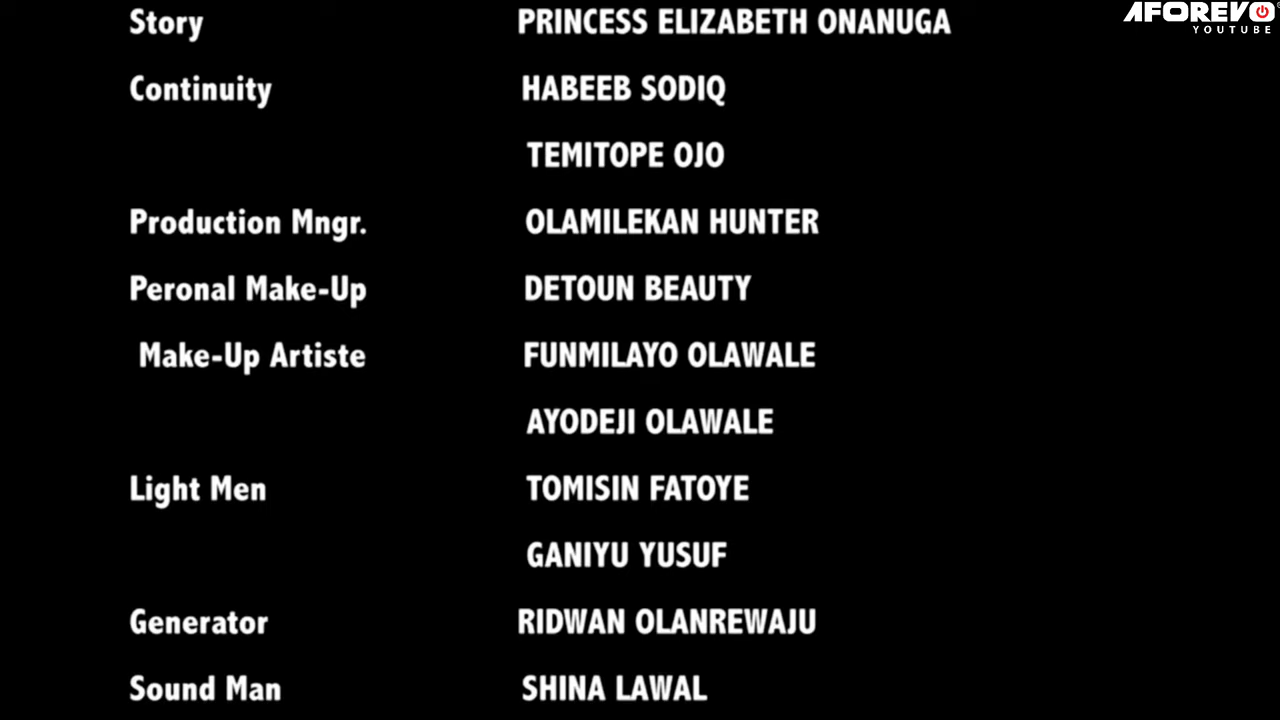 AFOREVO
YOUTUBE
Story PRINCESS ELIZABETH ONANUGA
Continuity HABEEB SODIQ
TEMITOPE OJO
Production Mngr. OLAMILEKAN HUNTER
Peronal Make-Up DETOUN BEAUTY
Make-Up Artiste FUNMILAYO OLAWALE
AYODEJI OLAWALE
Light Men TOMISIN FATOYE
GANIYU YUSUF
Generator RIDWAN OLANREWAJU
Sound Man SHINA LAWAL